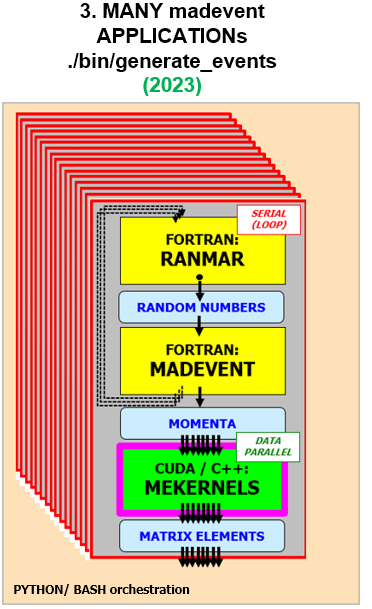 3. MANY madevent
APPLICATIONs
./bin/generate_events
(2023)
SERIAL
(LOOP)
FORTRAN:
RANMAR
RANDOM NUMBERS
FORTRAN:
MADEVENT
MOMENTA
DATA
PARALLEL
CUDA / C++:
MEKERNELS
MATRIX ELEMENTS
PYTHON/ BASH orchestration